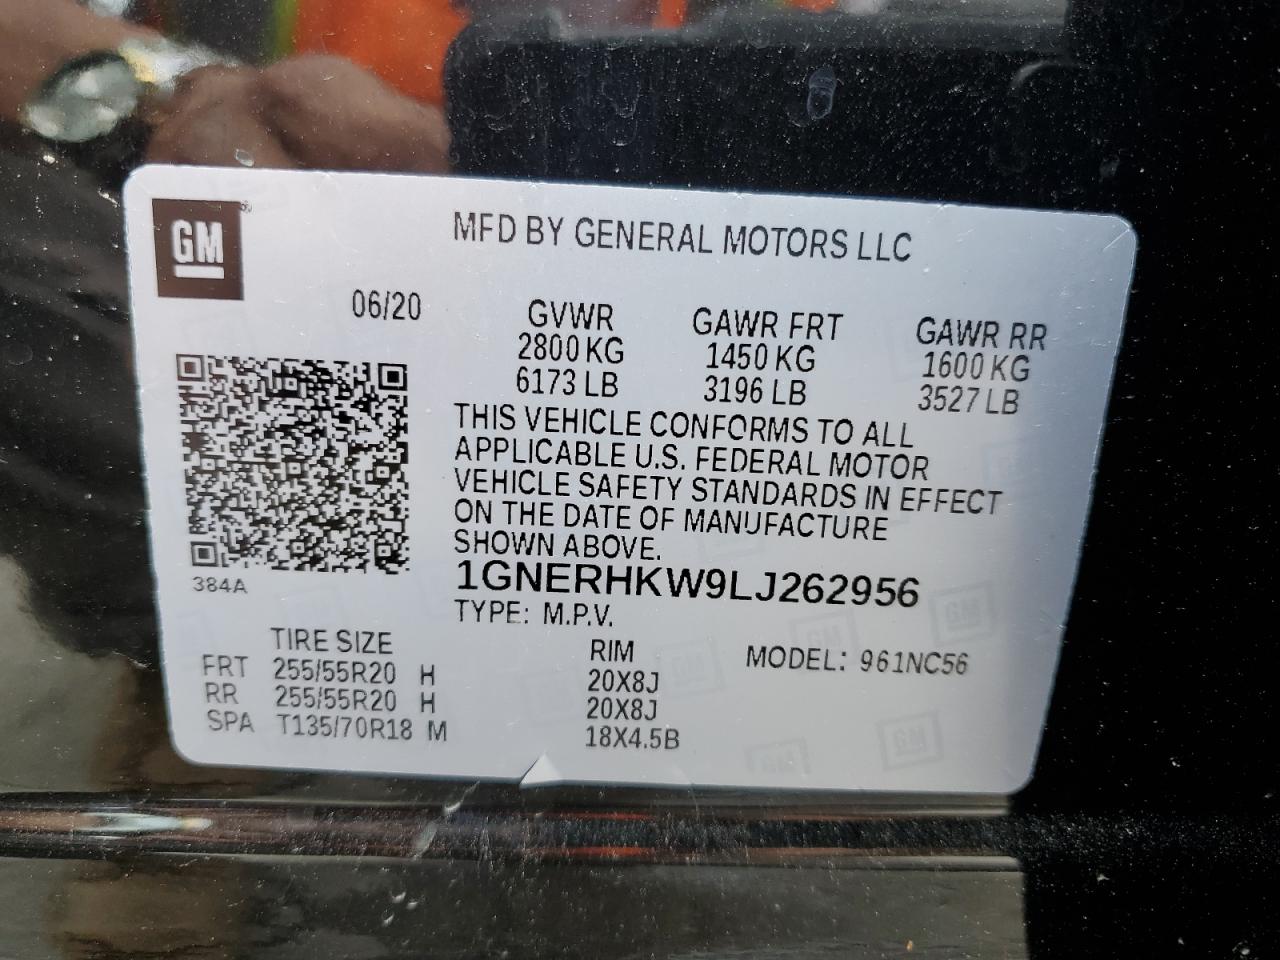 GM
MFD BY GENERAL MOTORS LLC
06/20
GVWR GAWR FRT GAWR RR
2800 KG 1450 KG 1600 KG
6173 LB 3196 LB 3527 LB
THIS VEHICLE CONFORMS TO ALL
APPLICABLE U.S. FEDERAL MOTOR
VEHICLE SAFETY STANDARDS IN EFFECT
ON THE DATE OF MANUFACTURE
SHOWN ABOVE.
384A
1GNERHKW9LJ262956
TYPE: M.P.V.
TIRE SIZE RIM MODEL: 961NC56
FRT 255/55R20 H 20X8J
RR 255/55R20 H 20X8J
SPA T135/70R18 M 18X4.5B